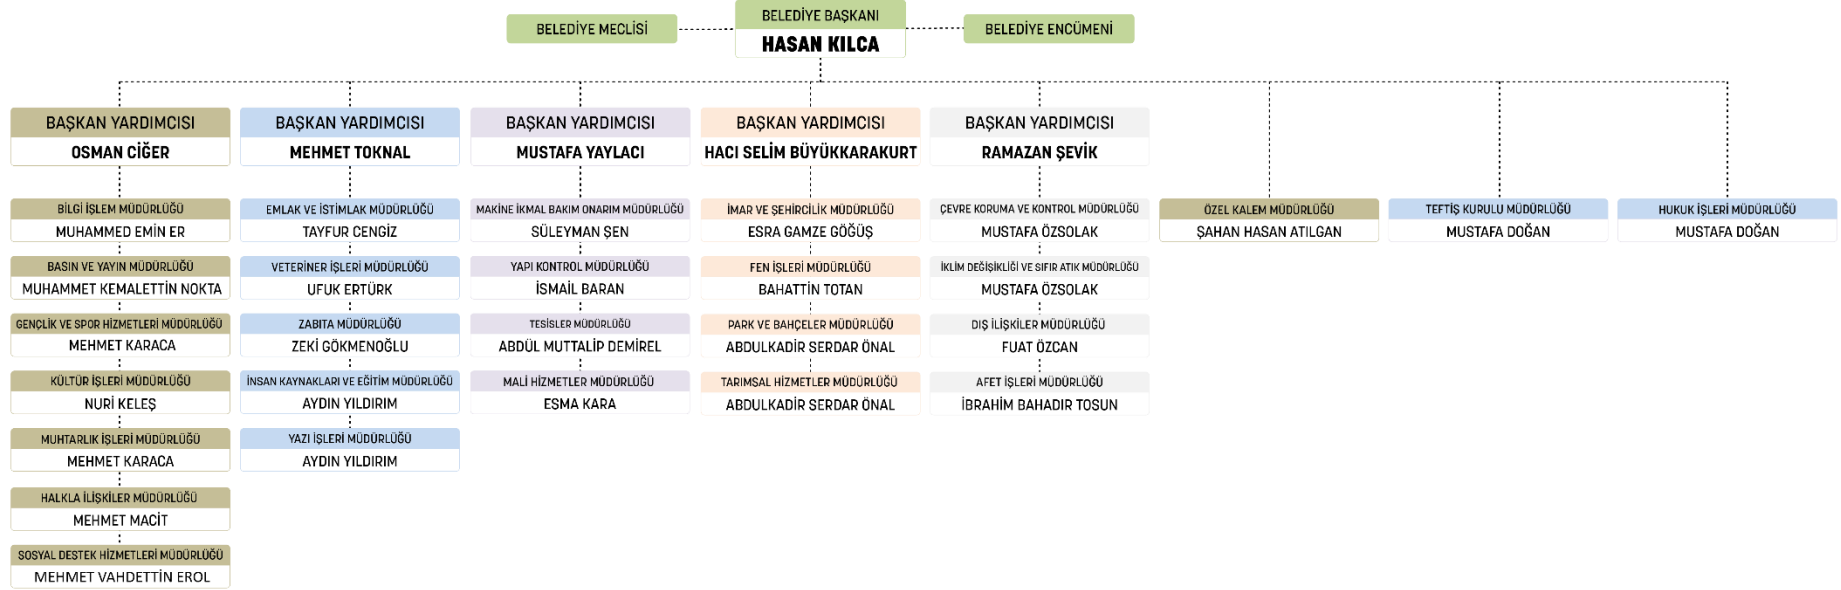 BELEDİYE MECLİSİ
BELEDİYE BAŞKANI
HASAN KILCA
BELEDİYE ENCÜMENİ
BAŞKAN YARDIMCISI
OSMAN CİĞER
BİLGİ İŞLEM MÜDÜRLÜĞÜ
MUHAMMED EMİN ER
BASIN VE YAYIN MÜDÜRLÜĞÜ
MUHAMMET KEMALETTİN NOKTA
GENÇLİK VE SPOR HİZMETLERİ MÜDÜRLÜĞÜ
MEHMET KARACA
KÜLTÜR İŞLERİ MÜDÜRLÜĞÜ
NURİ KELEŞ
MUHTARLIK İŞLERİ MÜDÜRLÜĞÜ
MEHMET KARACA
HALKLA İLİŞKİLER MÜDÜRLÜĞÜ
MEHMET MACİT
SOSYAL DESTEK HİZMETLERİ MÜDÜRLÜĞÜ
MEHMET VAHDETTİN EROL
BAŞKAN YARDIMCISI
MEHMET TOKNAL
EMLAK VE İSTİMLAK MÜDÜRLÜĞÜ
TAYFUR CENGİZ
VETERİNER İŞLERİ MÜDÜRLÜĞÜ
UFUK ERTÜRK
ZABITA MÜDÜRLÜĞÜ
ZEKİ GÖKMENOĞLU
İNSAN KAYNAKLARI VE EĞİTİM MÜDÜRLÜĞÜ
AYDIN YILDIRIM
YAZI İŞLERİ MÜDÜRLÜĞÜ
AYDIN YILDIRIM
BAŞKAN YARDIMCISI
MUSTAFA YAYLACI
MAKİNE İKMAL BAKIM ONARIM MÜDÜRLÜĞÜ
SÜLEYMAN ŞEN
YAPI KONTROL MÜDÜRLÜĞÜ
İSMAİL BARAN
TESİSLER MÜDÜRLÜĞÜ
ABDÜL MUTTALİP DEMİREL
MALİ HİZMETLER MÜDÜRLÜĞÜ
ESMA KARA
BAŞKAN YARDIMCISI
HACI SELİM BÜYÜKKARAKURT
İMAR VE ŞEHİRCİLİK MÜDÜRLÜĞÜ
ESRA GAMZE GÖĞÜŞ
FEN İŞLERİ MÜDÜRLÜĞÜ
BAHATTİN TOTAN
PARK VE BAHÇELER MÜDÜRLÜĞÜ
ABDULKADİR SERDAR ÖNAL
TARIMSAL HİZMETLER MÜDÜRLÜĞÜ
ABDULKADİR SERDAR ÖNAL
BAŞKAN YARDIMCISI
RAMAZAN ŞEVİK
ÇEVRE KORUMA VE KONTROL MÜDÜRLÜĞÜ
MUSTAFA ÖZSOLAK
İKLİM DEĞİŞİKLİĞİ VE SIFIR ATIK MÜDÜRLÜĞÜ
MUSTAFA ÖZSOLAK
DIŞ İLİŞKİLER MÜDÜRLÜĞÜ
FUAT ÖZCAN
AFET İŞLERİ MÜDÜRLÜĞÜ
İBRAHİM BAHADIR TOSUN
ÖZEL KALEM MÜDÜRLÜĞÜ
ŞAHAN HASAN ATILGAN
TEFTİŞ KURULU MÜDÜRLÜĞÜ
MUSTAFA DOĞAN
HUKUK İŞLERİ MÜDÜRLÜĞÜ
MUSTAFA DOĞAN